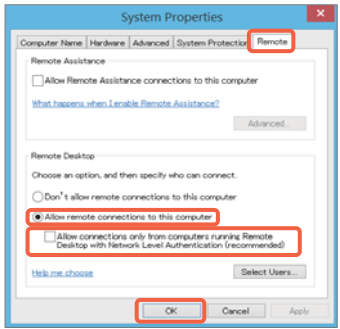 System Properties
Computer Name Hardware Advanced System Protection Remote
Remote Assistance
Allow Remote Assistance connections to this computer
What happens when I enable Remote Assistance?
Advanced...
Remote Desktop
Choose an option, and then specify who can connect.
Don't allow remote connections to this computer
Allow remote connections to this computer
Allow connections only from computers running Remote
Desktop with Network Level Authentication (recommended)
Help me choose
Select Users...
OK Cancel Apply